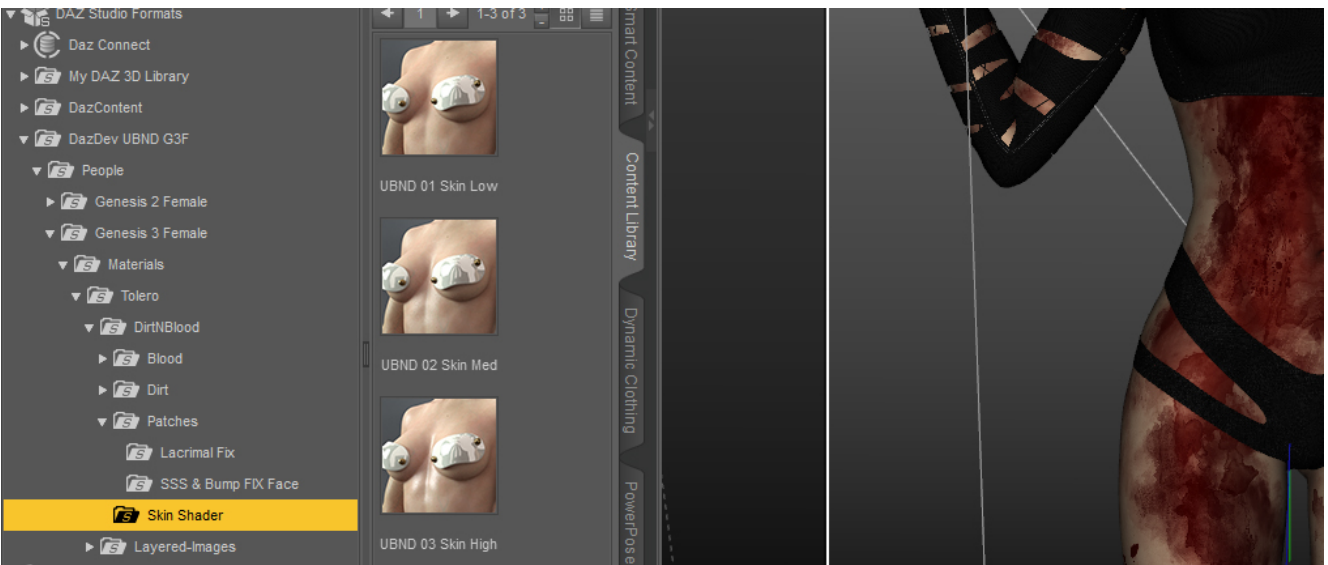 DAZ Studio Formats
Daz Connect
My DAZ 3D Library
DazContent
DazDev UBND G3F
People
Genesis 2 Female
Genesis 3 Female
Materials
Tolero
DirtNBlood
Blood
Dirt
Patches
Lacrimal Fix
SSS & Bump FIX Face
Skin Shader
Layered-Images
1
1-3 of 3
UBND 01 Skin Low
UBND 02 Skin Med
UBND 03 Skin High
Smart Content
Content Library
Dynamic Clothing
PowerPose